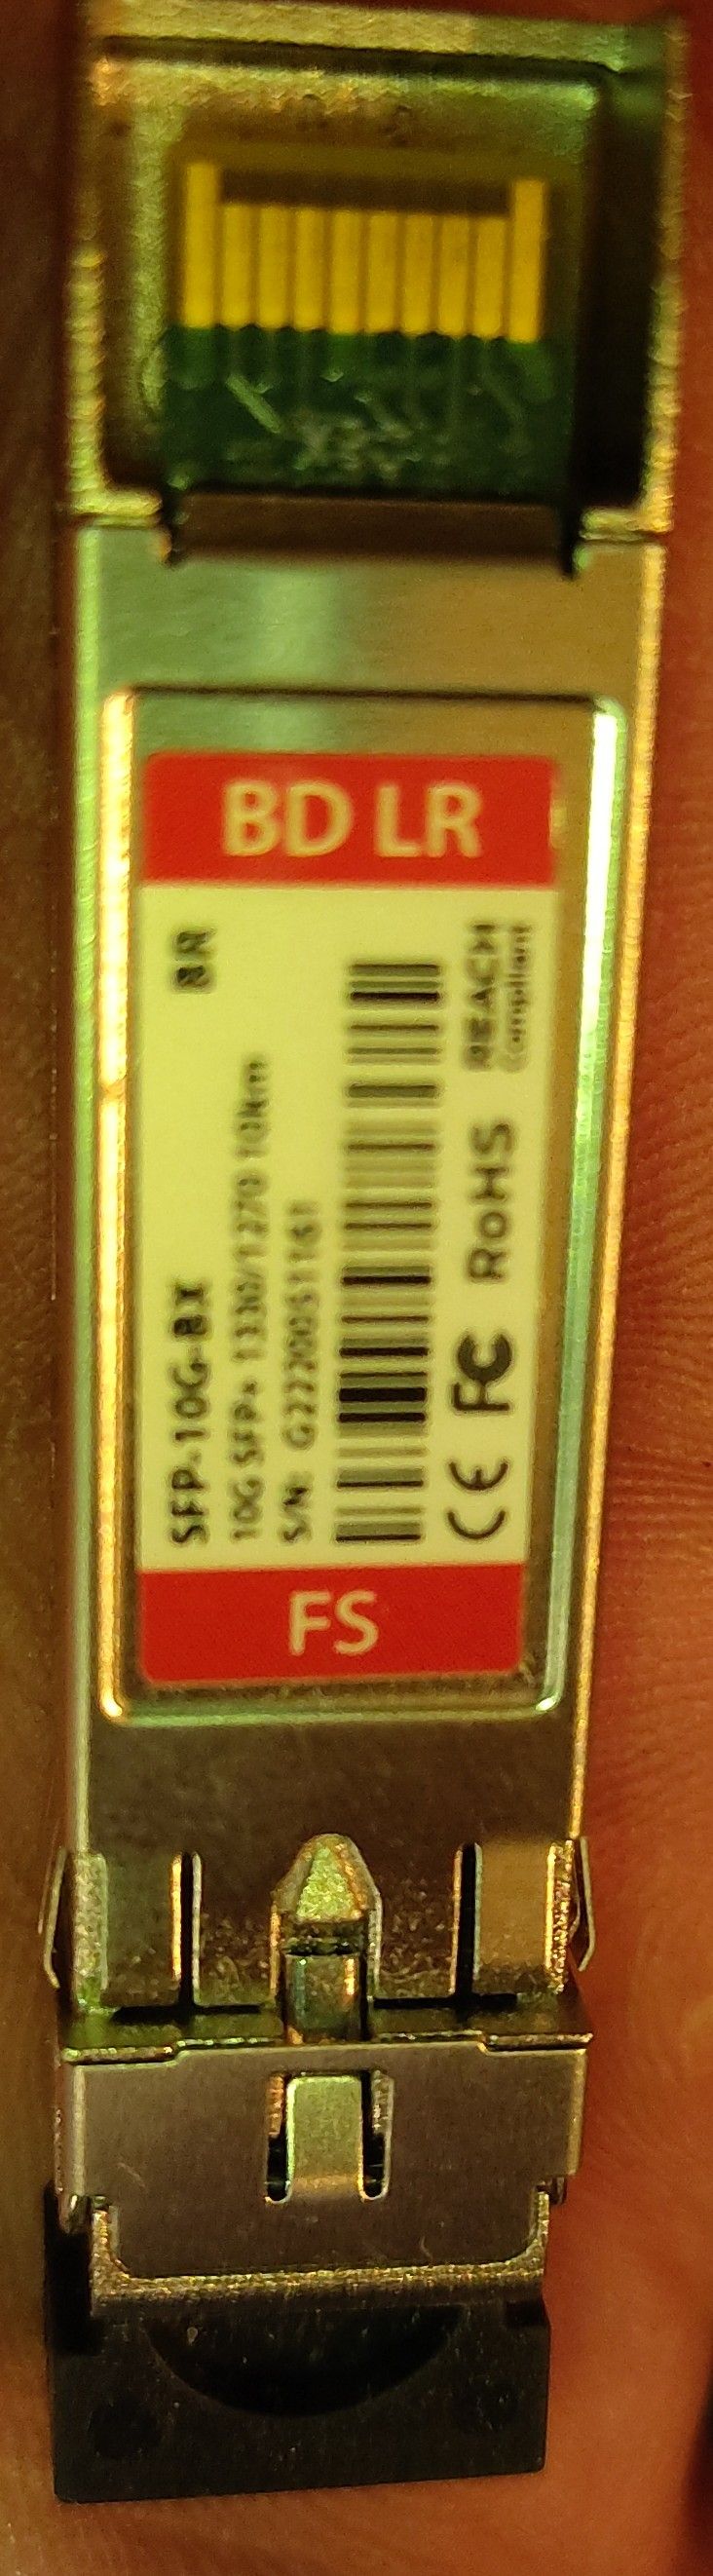 BD LR
SFP-10G-BX BR
10G SFP+ 1330/1270 10km
S/N: G2220051161
CE FC RoHS REACH
Compliant
FS